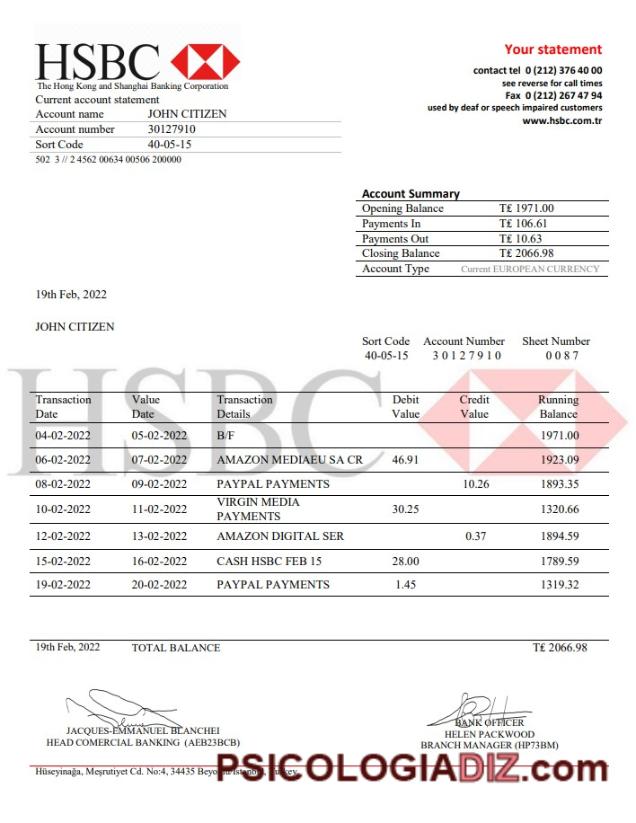 HSBC
The Hong Kong and Shanghai Banking Corporation
Current account statement
Account name JOHN CITIZEN
Account number 30127910
Sort Code 40-05-15
502 3 // 2 4562 00634 00506 200000
Your statement
contact tel 0 (212) 376 40 00
see reverse for call times
Fax 0 (212) 267 47 94
used by deaf or speech impaired customers
www.hsbc.com.tr
Account Summary
Opening Balance T₤ 1971.00
Payments In T₤ 106.61
Payments Out T₤ 10.63
Closing Balance T₤ 2066.98
Account Type Current EUROPEAN CURRENCY
19th Feb, 2022
JOHN CITIZEN
Sort Code Account Number Sheet Number
40-05-15 3 0 1 2 7 9 1 0 0 0 8 7
HSBC
Transaction Value Transaction Debit Credit Running
Date Date Details Value Value Balance
04-02-2022 05-02-2022 B/F 1971.00
06-02-2022 07-02-2022 AMAZON MEDIAEU SA CR 46.91 1923.09
08-02-2022 09-02-2022 PAYPAL PAYMENTS 10.26 1893.35
10-02-2022 11-02-2022 VIRGIN MEDIA PAYMENTS 30.25 1320.66
12-02-2022 13-02-2022 AMAZON DIGITAL SER 0.37 1894.59
15-02-2022 16-02-2022 CASH HSBC FEB 15 28.00 1789.59
19-02-2022 20-02-2022 PAYPAL PAYMENTS 1.45 1319.32
19th Feb, 2022 TOTAL BALANCE T₤ 2066.98
JACQUES-EMMANUEL BLANCHEI
HEAD COMERCIAL BANKING (AEB23BCB)
BANK OFFICER
HELEN PACKWOOD
BRANCH MANAGER (HP73BM)
Hüseyinağa, Meşrutiyet Cd. No:4, 34435 Beyoğlu/İstanbul, Turkey
PSICOLOGIADIZ.com